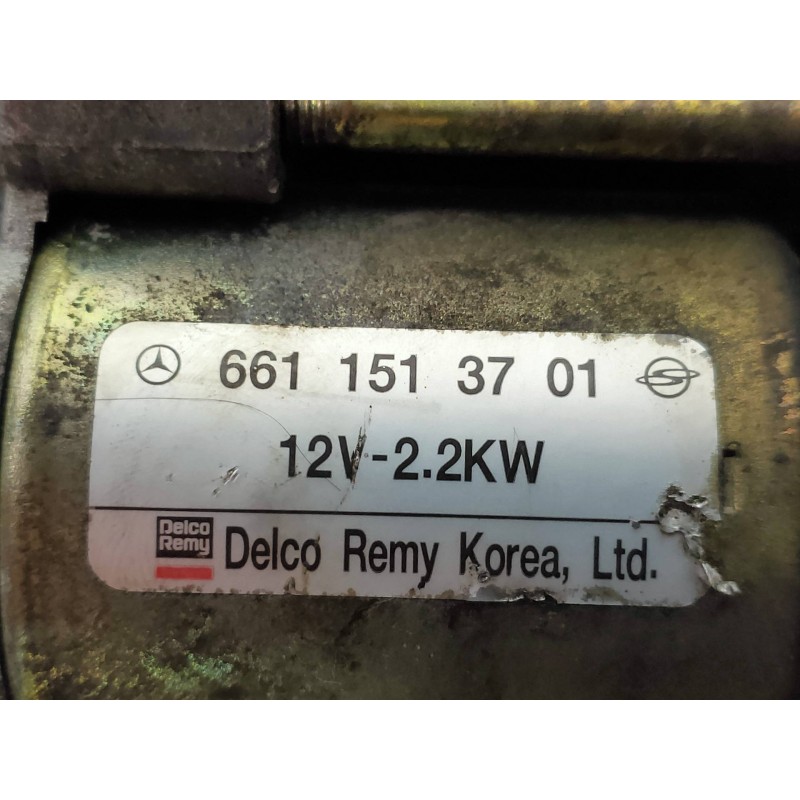 661 151 37 01
12V-2.2KW
Delco
Remy
Delco Remy Korea, Ltd.